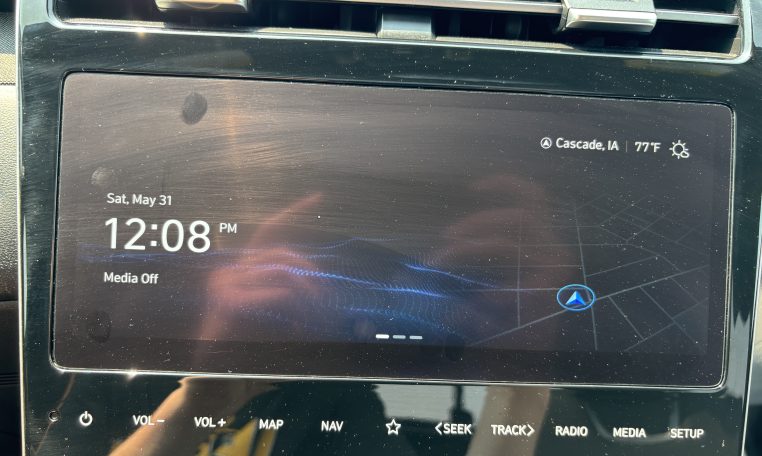 Cascade, IA | 77°F
Sat, May 31
12:08 PM
Media Off
VOL− VOL+ MAP NAV <SEEK TRACK> RADIO MEDIA SETUP